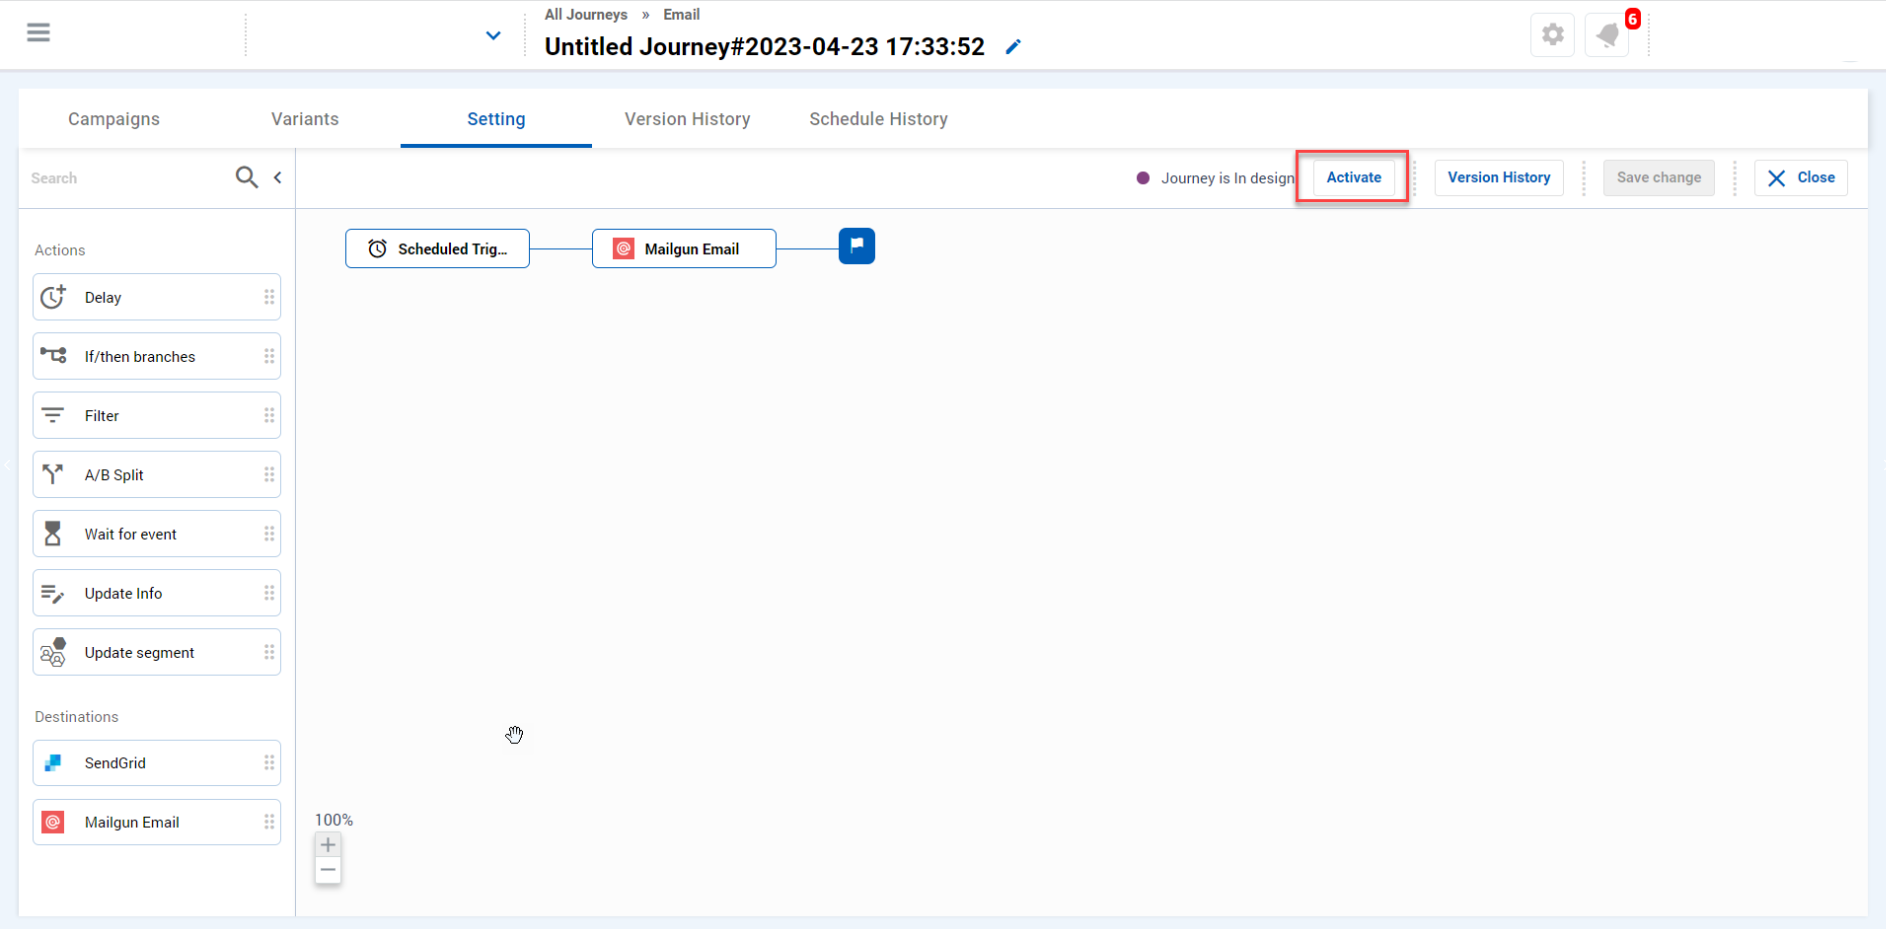 All Journeys » Email
Untitled Journey#2023-04-23 17:33:52
6
Campaigns Variants Setting Version History Schedule History
Search
Journey is In design Activate Version History Save change Close
Scheduled Trig... Mailgun Email
Actions
Delay
If/then branches
Filter
A/B Split
Wait for event
Update Info
Update segment
Destinations
SendGrid
Mailgun Email
100%